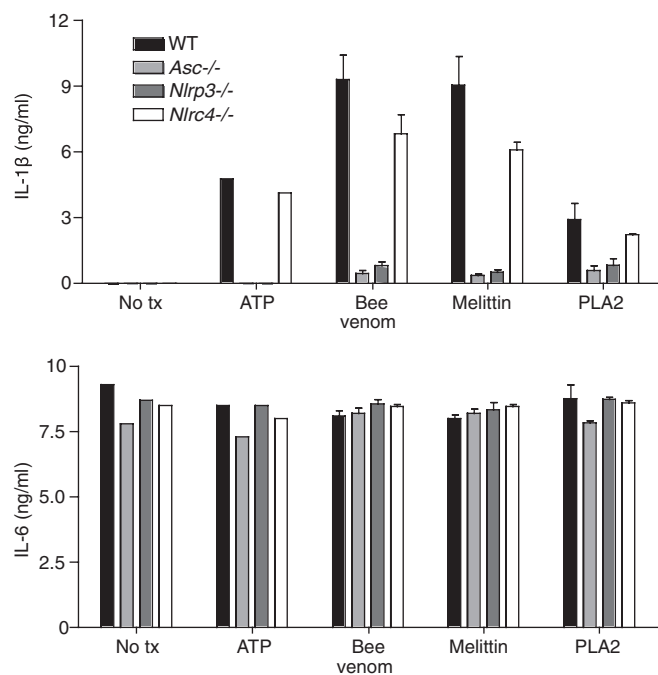 12
9
6
3
0
IL-1β (ng/ml)
WT
Asc-/-
Nlrp3-/-
Nlrc4-/-
No tx ATP Bee venom Melittin PLA2
10
7.5
5.0
2.5
0
IL-6 (ng/ml)
No tx ATP Bee venom Melittin PLA2